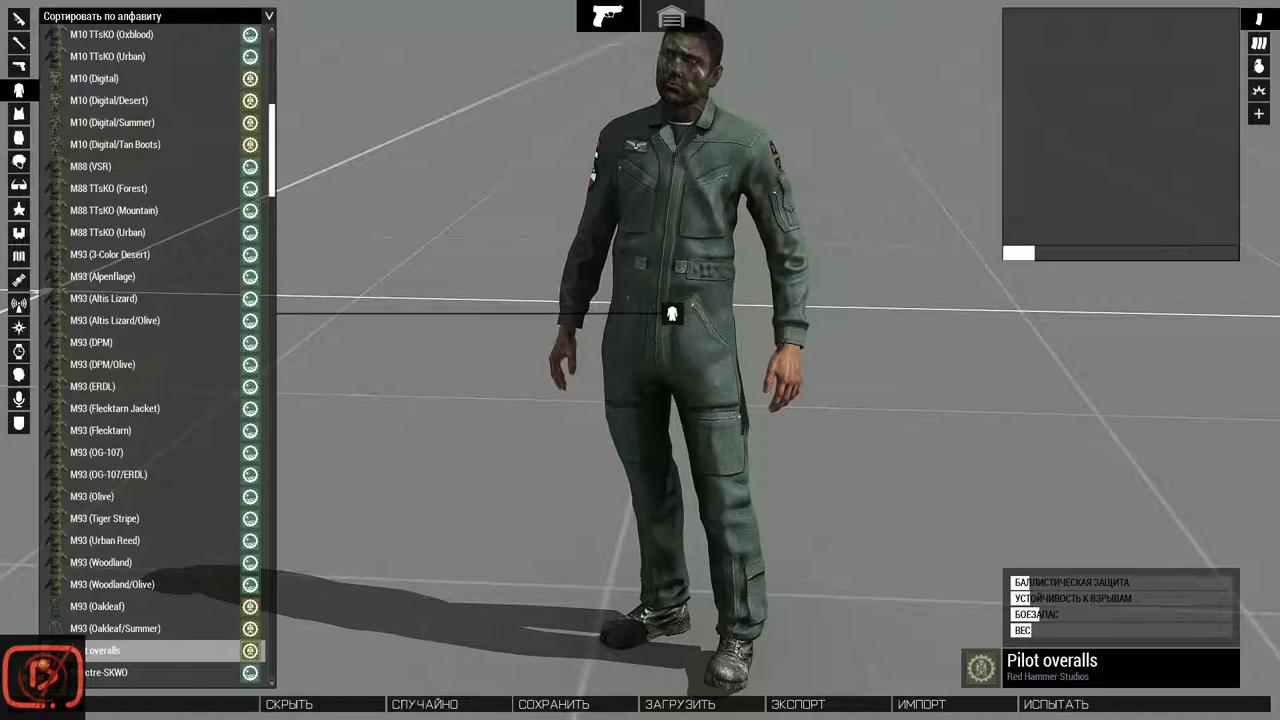 Сортировать по алфавиту
M10 TTsKO (Oxblood)
M10 TTsKO (Urban)
M10 (Digital)
M10 (Digital/Desert)
M10 (Digital/Summer)
M10 (Digital/Tan Boots)
M88 (VSR)
M88 TTsKO (Forest)
M88 TTsKO (Mountain)
M88 TTsKO (Urban)
M93 (3-Color Desert)
M93 (Alpenflage)
M93 (Altis Lizard)
M93 (Altis Lizard/Olive)
M93 (DPM)
M93 (DPM/Olive)
M93 (ERDL)
M93 (Flecktarn Jacket)
M93 (Flecktarn)
M93 (OG-107)
M93 (OG-107/ERDL)
M93 (Olive)
M93 (Tiger Stripe)
M93 (Urban Reed)
M93 (Woodland)
M93 (Woodland/Olive)
M93 (Oakleaf)
M93 (Oakleaf/Summer)
overalls
БАЛЛИСТИЧЕСКАЯ ЗАЩИТА
УСТОЙЧИВОСТЬ К ВЗРЫВАМ
БОЕЗАПАС
ВЕС
Pilot overalls
Red Hammer Studios
СКРЫТЬ
СЛУЧАЙНО
СОХРАНИТЬ
ЗАГРУЗИТЬ
ЭКСПОРТ
ИМПОРТ
ИСПЫТАТЬ